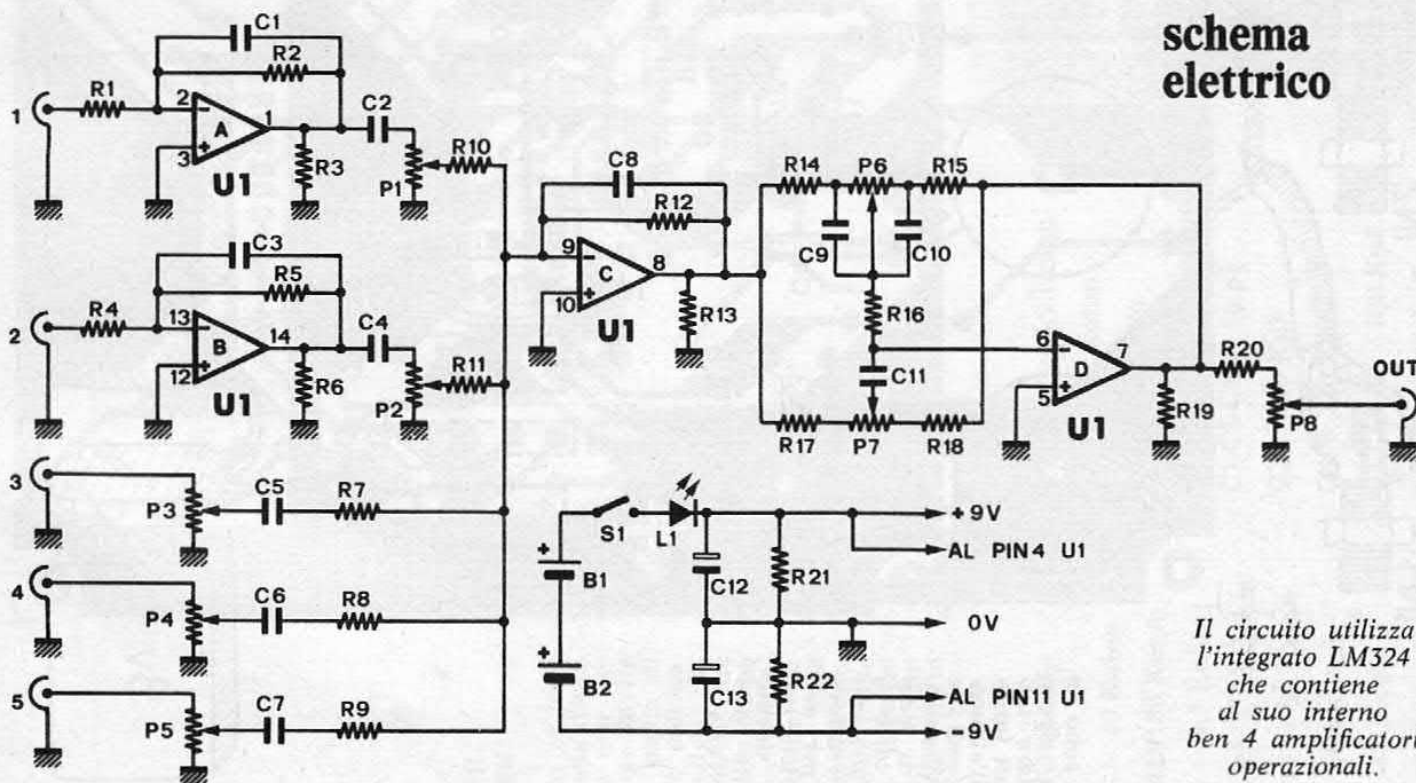 schema
elettrico
C1
R2
1
R1
2
−
A
1
C2
+
3
R3
R10
U1
P1
C3
R5
2
R4
13
−
B
14
C4
+
12
R6
R11
U1
P2
C8
R12
9
−
C
8
+
10
R13
U1
R14
P6
R15
C9
C10
R16
C11
R17
P7
R18
6
−
D
7
+
5
R19
U1
R20
P8
OUT
3
P3
C5
R7
4
P4
C6
R8
5
P5
C7
R9
S1
L1
+
B1
+
B2
C12
C13
R21
R22
+9V
AL PIN4 U1
0V
AL PIN11 U1
−9V
Il circuito utilizza
l'integrato LM324
che contiene
al suo interno
ben 4 amplificatori
operazionali.